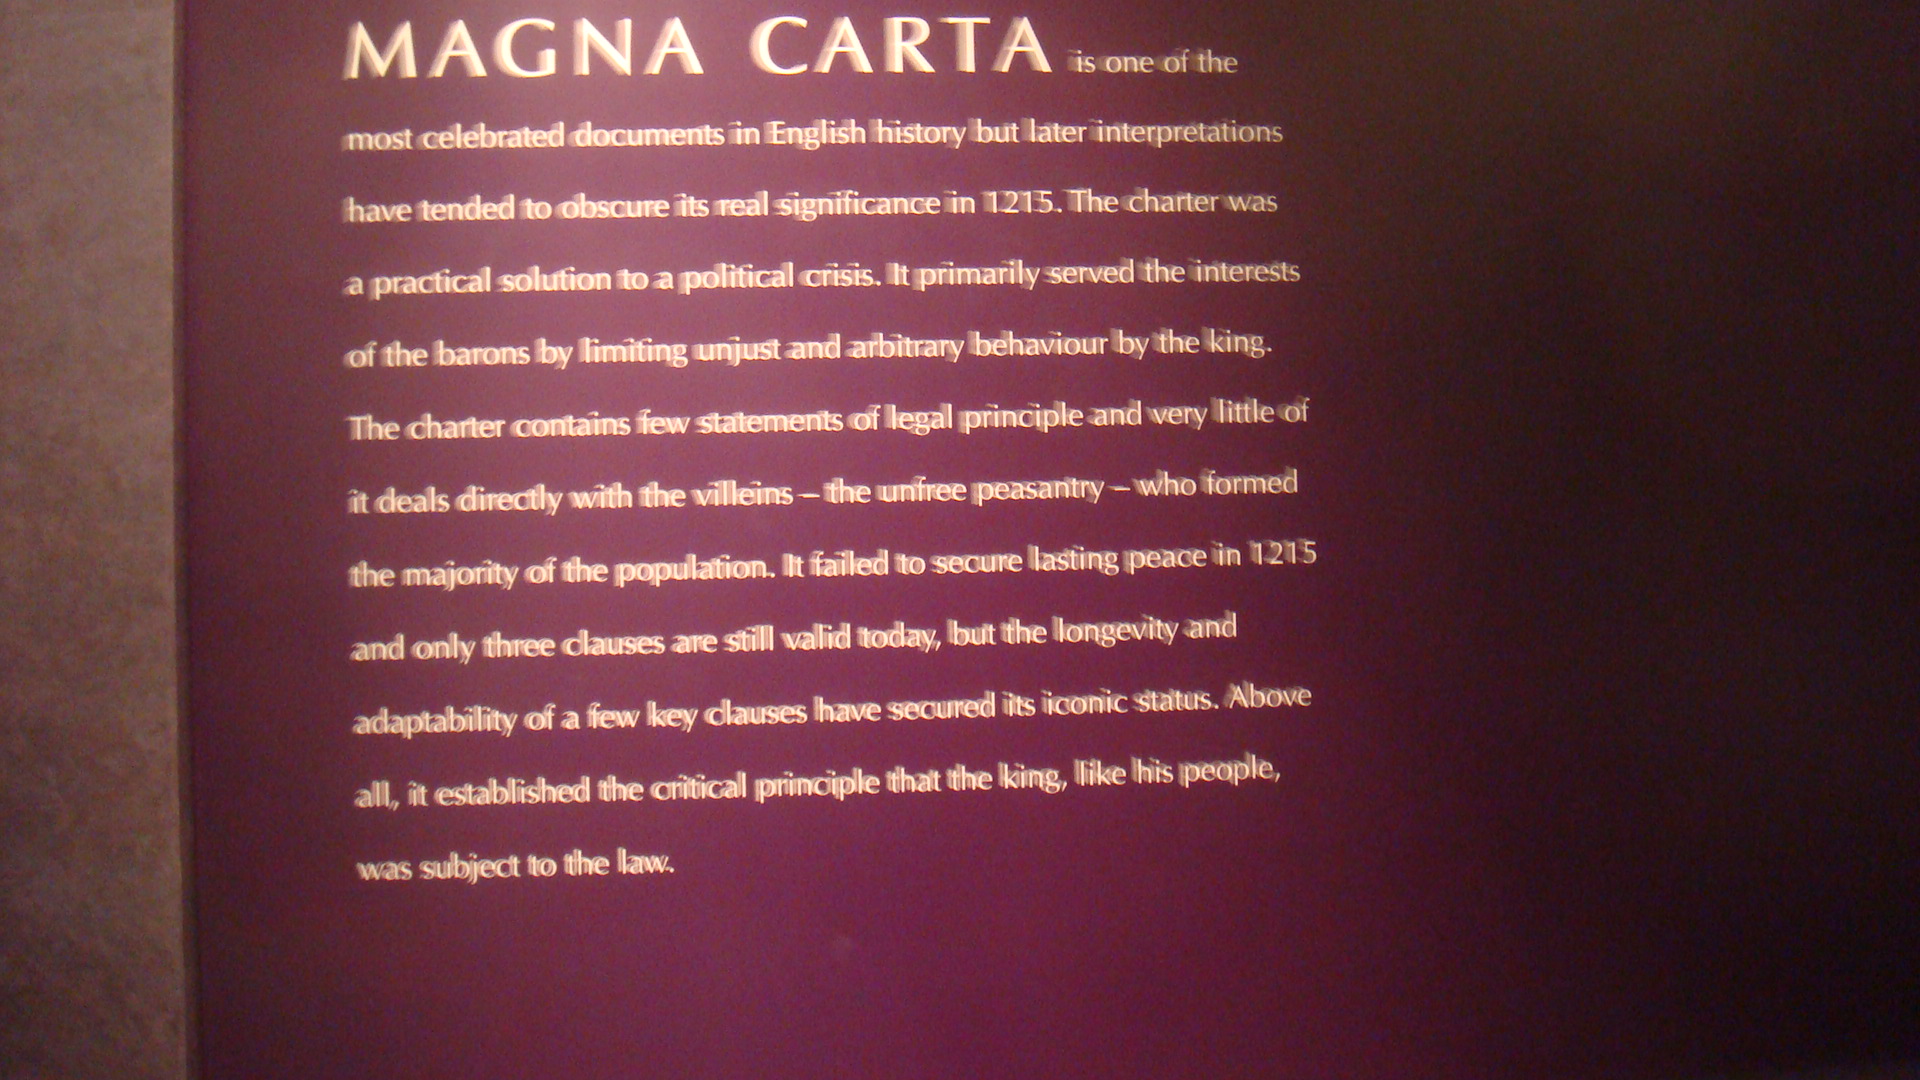 MAGNA CARTA is one of the
most celebrated documents in English history but later interpretations
have tended to obscure its real significance in 1215. The charter was
a practical solution to a political crisis. It primarily served the interests
of the barons by limiting unjust and arbitrary behaviour by the king.
The charter contains few statements of legal principle and very little of
it deals directly with the villeins – the unfree peasantry – who formed
the majority of the population. It failed to secure lasting peace in 1215
and only three clauses are still valid today, but the longevity and
adaptability of a few key clauses have secured its iconic status. Above
all, it established the critical principle that the king, like his people,
was subject to the law.